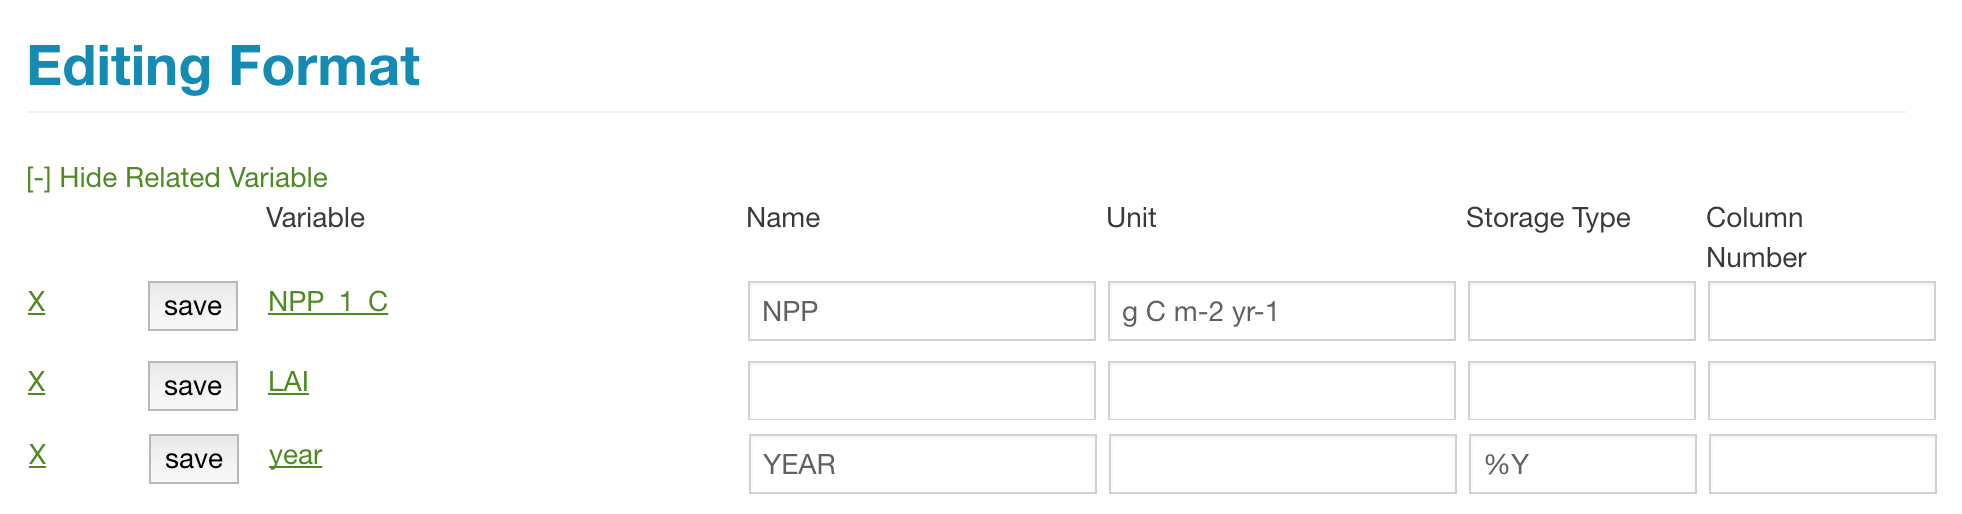 Editing Format
[-] Hide Related Variable
Variable Name Unit Storage Type Column Number
X save NPP_1_C NPP g C m-2 yr-1
X save LAI
X save year YEAR %Y